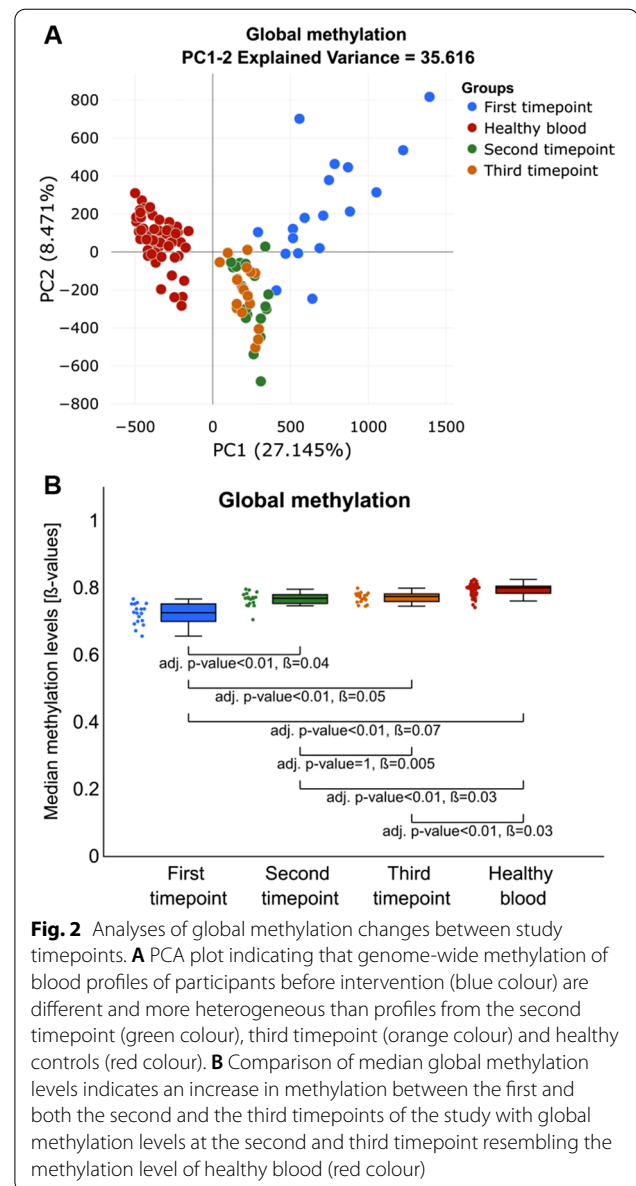 A
Global methylation
PC1-2 Explained Variance = 35.616
Groups
First timepoint
Healthy blood
Second timepoint
Third timepoint
PC2 (8.471%)
800
600
400
200
0
−200
−400
−600
−800
−500
0
500
1000
1500
PC1 (27.145%)
B
Global methylation
Median methylation levels [ß-values]
1
0.8
0.6
0.4
0.2
0
adj. p-value<0.01, ß=0.04
adj. p-value<0.01, ß=0.05
adj. p-value<0.01, ß=0.07
adj. p-value=1, ß=0.005
adj. p-value<0.01, ß=0.03
adj. p-value<0.01, ß=0.03
First timepoint
Second timepoint
Third timepoint
Healthy blood
Fig. 2 Analyses of global methylation changes between study
timepoints. A PCA plot indicating that genome-wide methylation of
blood profiles of participants before intervention (blue colour) are
different and more heterogeneous than profiles from the second
timepoint (green colour), third timepoint (orange colour) and healthy
controls (red colour). B Comparison of median global methylation
levels indicates an increase in methylation between the first and
both the second and the third timepoints of the study with global
methylation levels at the second and third timepoint resembling the
methylation level of healthy blood (red colour)